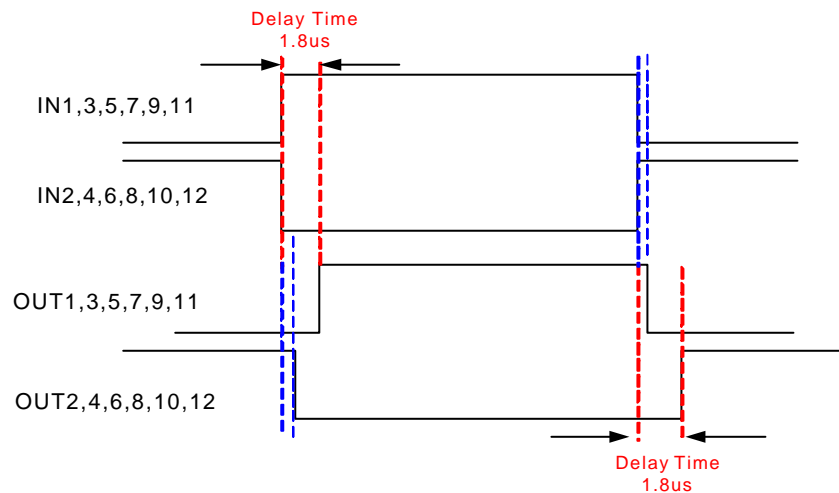 Delay Time
1.8us
IN1,3,5,7,9,11
IN2,4,6,8,10,12
OUT1,3,5,7,9,11
OUT2,4,6,8,10,12
Delay Time
1.8us